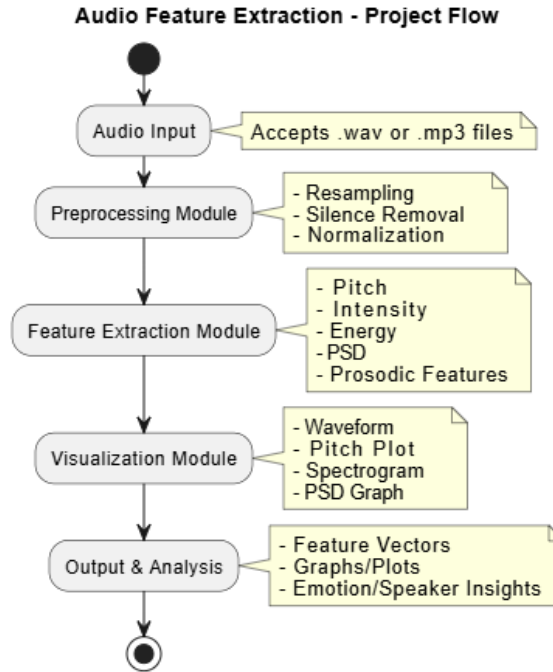 Audio Feature Extraction - Project Flow
Audio Input
Accepts .wav or .mp3 files
Preprocessing Module
- Resampling
- Silence Removal
- Normalization
Feature Extraction Module
- Pitch
- Intensity
- Energy
-PSD
- Prosodic Features
Visualization Module
- Waveform
- Pitch Plot
- Spectrogram
- PSD Graph
Output & Analysis
- Feature Vectors
- Graphs/Plots
- Emotion/Speaker Insights